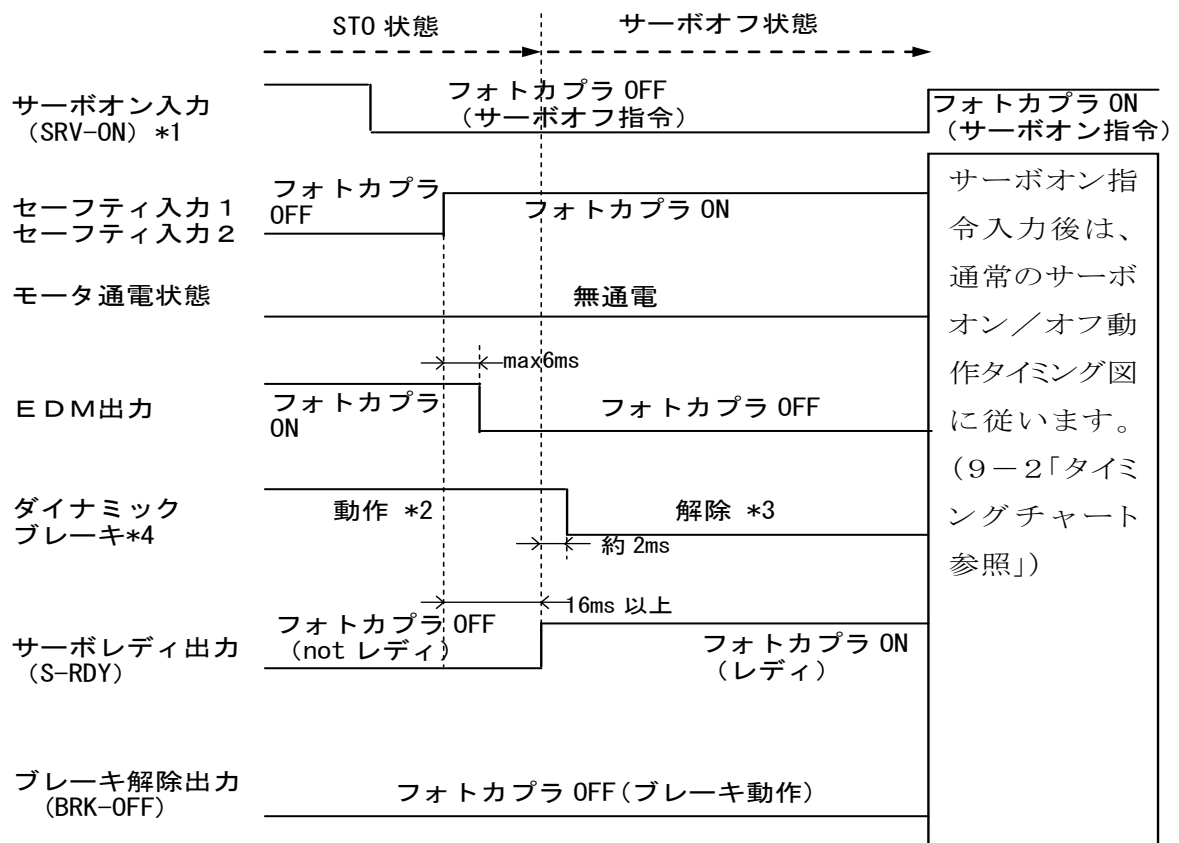 STO 状態
サーボオフ状態
サーボオン入力
(SRV-ON) *1
フォトカプラ OFF
(サーボオフ指令)
フォトカプラ ON
(サーボオン指令)
セーフティ入力1
セーフティ入力2
フォトカプラ
OFF
フォトカプラ ON
モータ通電状態
無通電
max6ms
EDM出力
フォトカプラ
ON
フォトカプラ OFF
ダイナミック
ブレーキ*4
動作 *2
解除 *3
約 2ms
16ms 以上
サーボレディ出力
(S-RDY)
フォトカプラ OFF
(not レディ)
フォトカプラ ON
(レディ)
ブレーキ解除出力
(BRK-OFF)
フォトカプラ OFF(ブレーキ動作)
サーボオン指
令入力後は、
通常のサーボ
オン/オフ動
作タイミング図
に従います。
(9-2「タイミ
ングチャート
参照」)